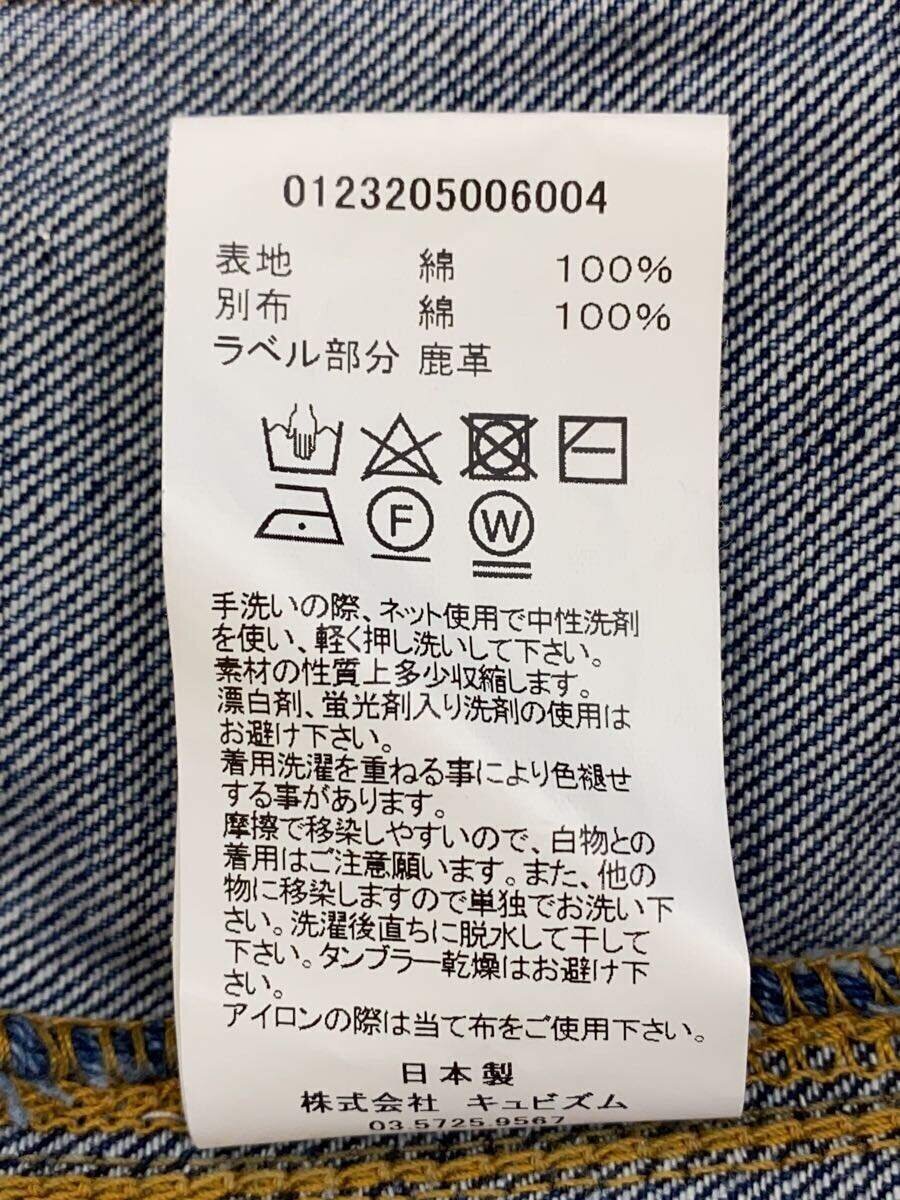 0123205006004
表地 綿 100%
別布 綿 100%
ラベル部分 鹿革
F W
手洗いの際、ネット使用で中性洗剤
を使い、軽く押し洗いして下さい。
素材の性質上多少収縮します。
漂白剤、蛍光剤入り洗剤の使用は
お避け下さい。
着用洗濯を重ねる事により色褪せ
する事があります。
摩擦で移染しやすいので、白物との
着用はご注意願います。また、他の
物に移染しますので単独でお洗い下
さい。洗濯後直ちに脱水して干して
下さい。タンブラー乾燥はお避け下
さい。
アイロンの際は当て布をご使用下さい。
日本製
株式会社 キュビズム
03.5725.9567